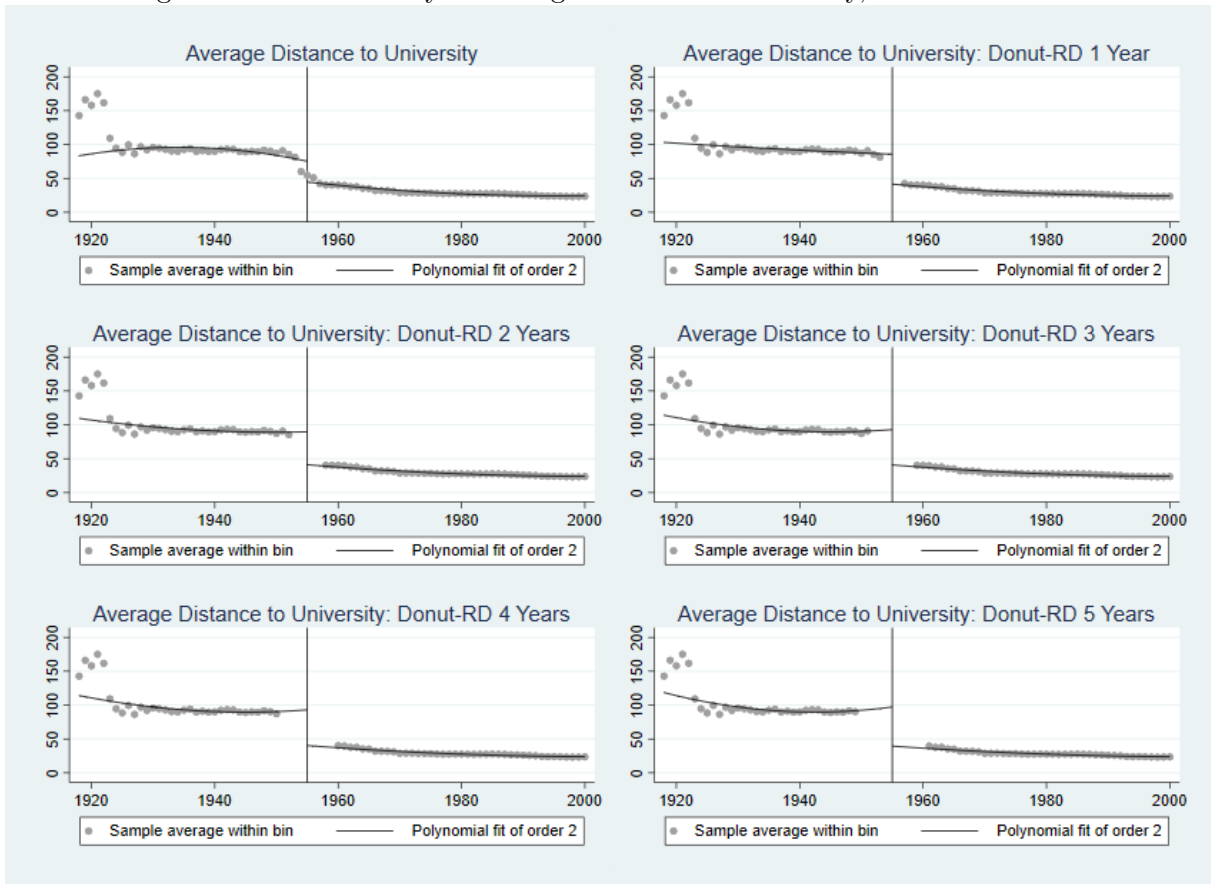 Average Distance to University
200
150
100
50
0
1920 1940 1960 1980 2000
Sample average within bin Polynomial fit of order 2
Average Distance to University: Donut-RD 1 Year
200
150
100
50
0
1920 1940 1960 1980 2000
Sample average within bin Polynomial fit of order 2
Average Distance to University: Donut-RD 2 Years
200
150
100
50
0
1920 1940 1960 1980 2000
Sample average within bin Polynomial fit of order 2
Average Distance to University: Donut-RD 3 Years
200
150
100
50
0
1920 1940 1960 1980 2000
Sample average within bin Polynomial fit of order 2
Average Distance to University: Donut-RD 4 Years
200
150
100
50
0
1920 1940 1960 1980 2000
Sample average within bin Polynomial fit of order 2
Average Distance to University: Donut-RD 5 Years
200
150
100
50
0
1920 1940 1960 1980 2000
Sample average within bin Polynomial fit of order 2